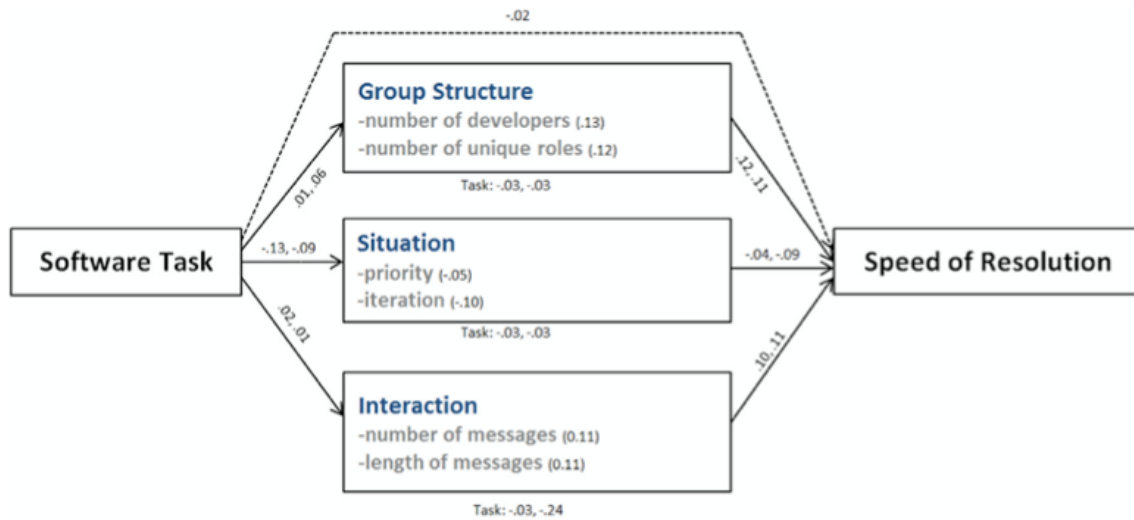 -.02
Group Structure
-number of developers (.13)
-number of unique roles (.12)
Task: -.03, -.03
.01, .06
.12, .11
Software Task
-.13, -.09
Situation
-priority (-.05)
-iteration (-.10)
Task: -.03, -.03
-.04, -.09
Speed of Resolution
.02, .01
.10, .11
Interaction
-number of messages (0.11)
-length of messages (0.11)
Task: -.03, -.24